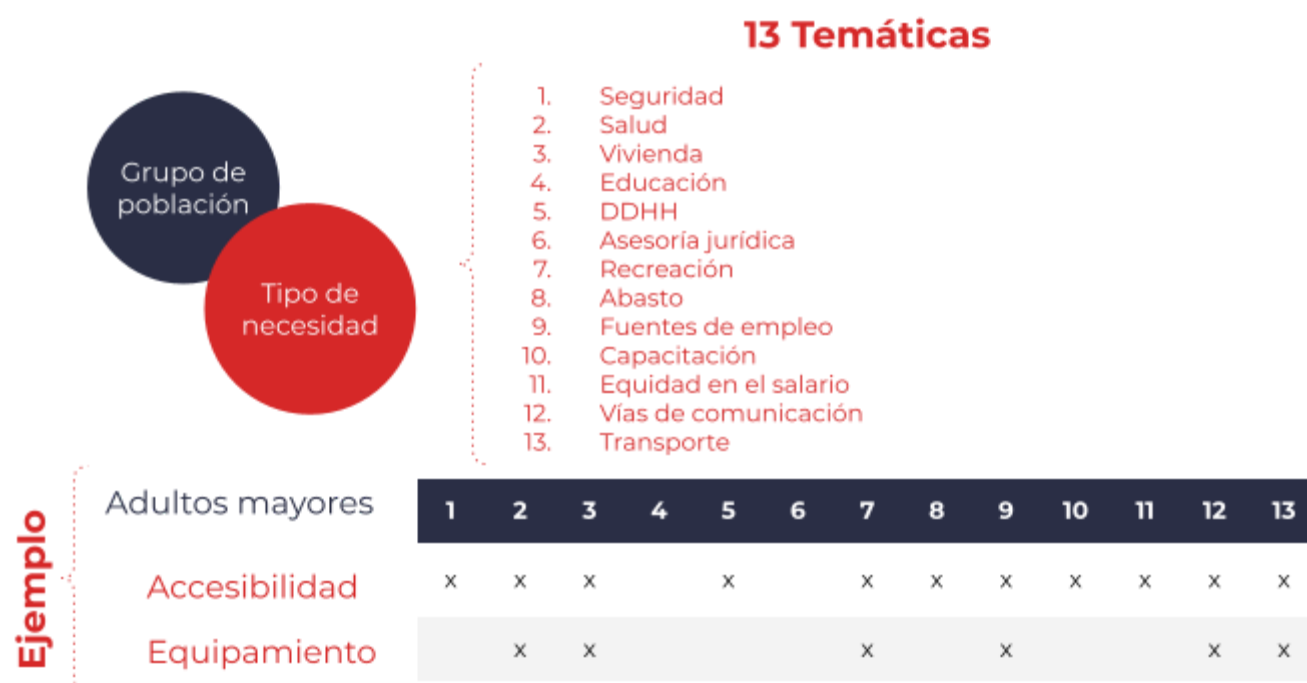 13 Temáticas
Grupo de
población
Tipo de
necesidad
1. Seguridad
2. Salud
3. Vivienda
4. Educación
5. DDHH
6. Asesoría jurídica
7. Recreación
8. Abasto
9. Fuentes de empleo
10. Capacitación
11. Equidad en el salario
12. Vías de comunicación
13. Transporte
Ejemplo
Adultos mayores 1 2 3 4 5 6 7 8 9 10 11 12 13
Accesibilidad x x x x x x x x x x x
Equipamiento x x x x x x